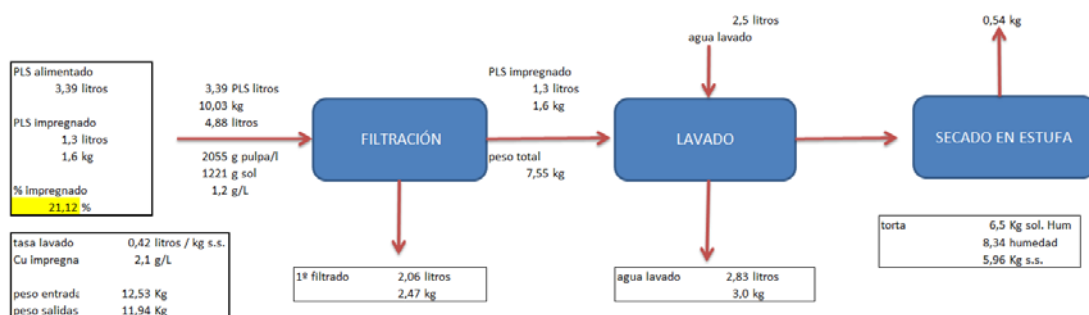 2,5 litros
agua lavado
0,54 kg
PLS alimentado
3,39 litros
PLS impregnado
1,3 litros
1,6 kg
% impregnado
21,12 %
3,39 PLS litros
10,03 kg
4,88 litros
2055 g pulpa/l
1221 g sol
1,2 g/L
FILTRACIÓN
PLS impregnado
1,3 litros
1,6 kg
peso total
7,55 kg
LAVADO
SECADO EN ESTUFA
tasa lavado 0,42 litros / kg s.s.
Cu impregna 2,1 g/L
peso entrada 12,53 Kg
peso salidas 11,94 Kg
1º filtrado 2,06 litros
2,47 kg
agua lavado 2,83 litros
3,0 kg
torta 6,5 Kg sol. Hum
8,34 humedad
5,96 Kg s.s.